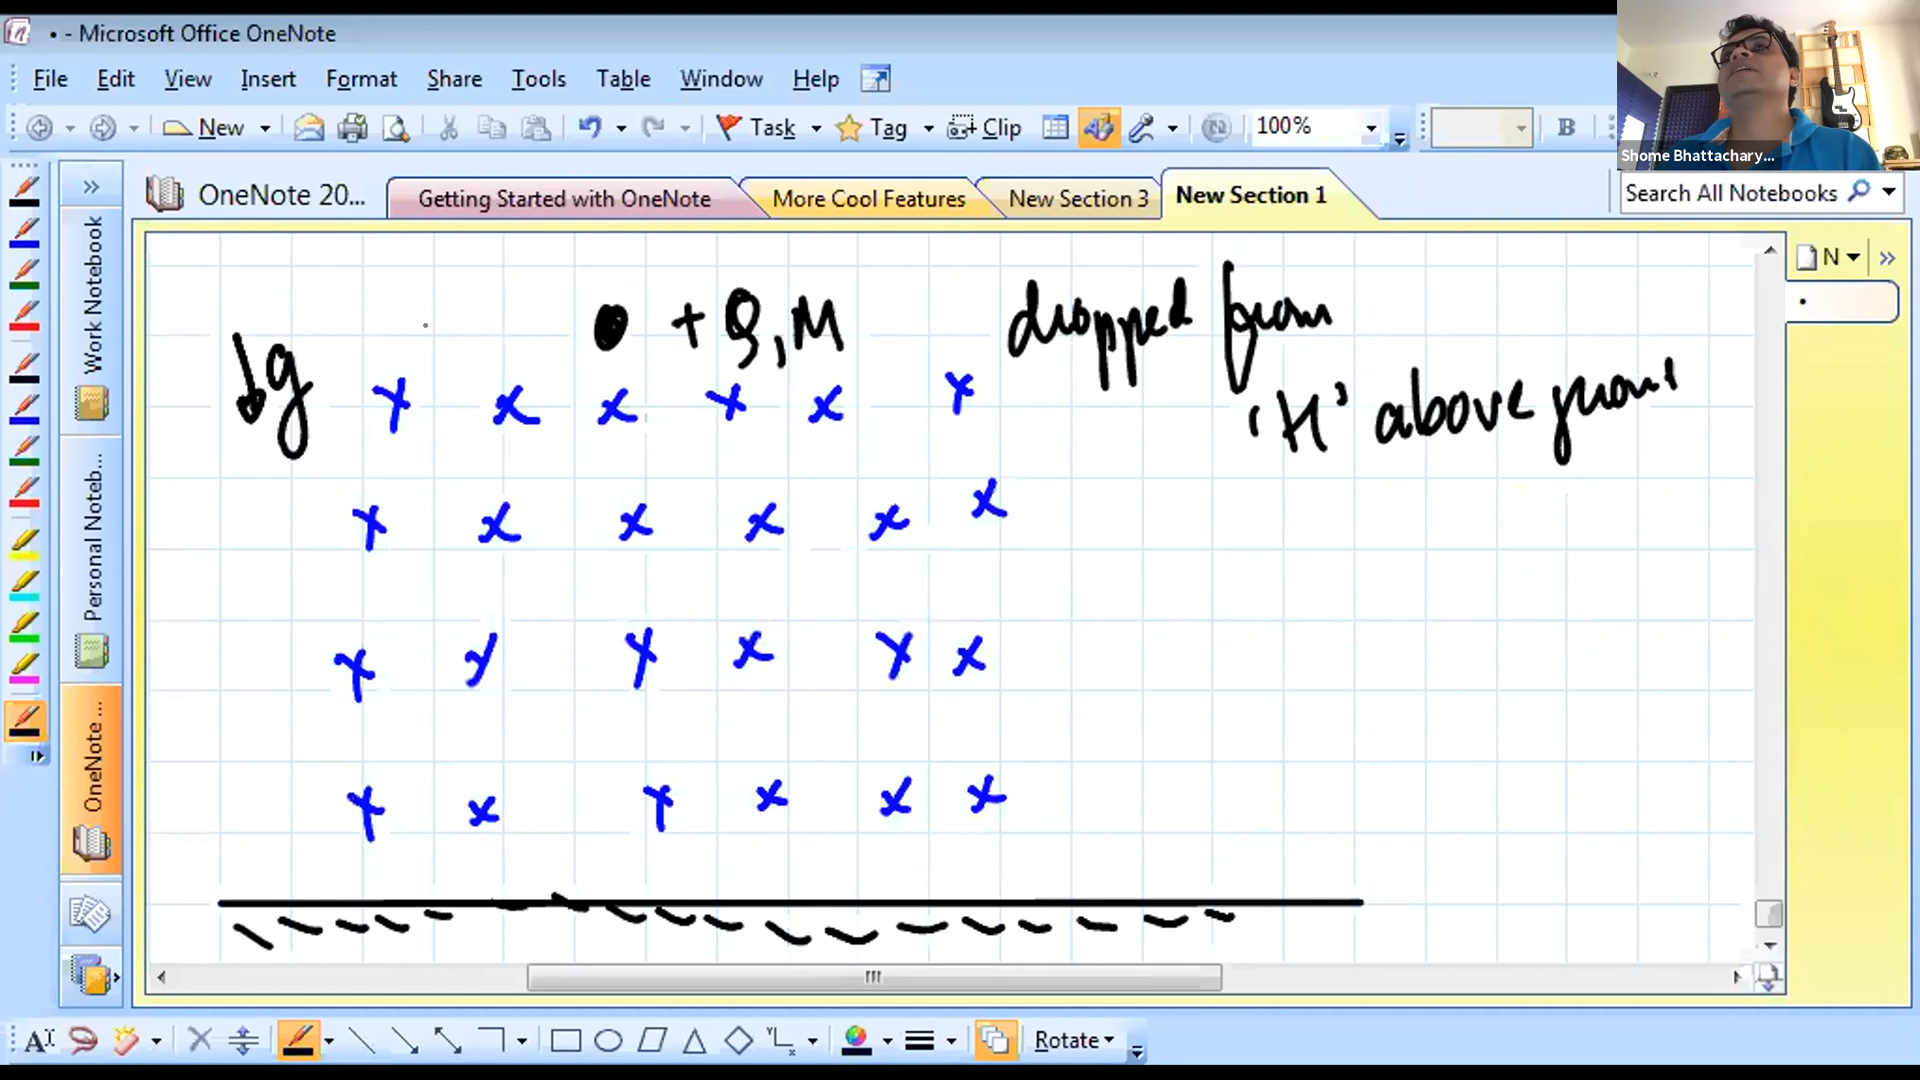 • - Microsoft Office OneNote
File Edit View Insert Format Share Tools Table Window Help
New Task Tag Clip 100% B
Shome Bhattachary...
OneNote 20... Getting Started with OneNote More Cool Features New Section 3 New Section 1
Search All Notebooks
N
Work Notebook
Personal Noteb...
OneNote ...
↓g
+ Q, M
dropped from
'H' above
x x x x x x
x x x x x x
x x x x x x
x x x x x x
Rotate